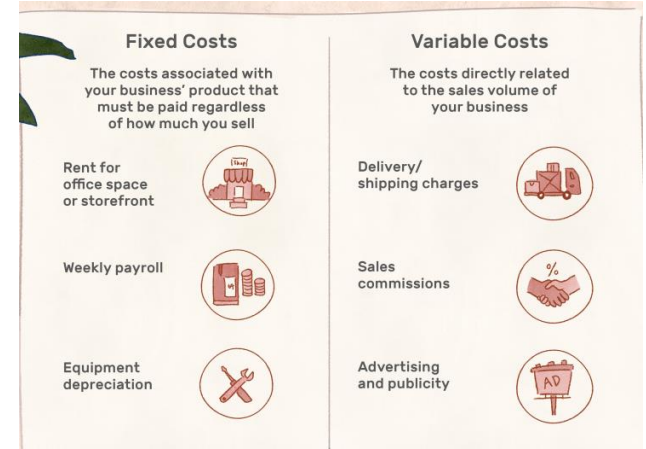 Fixed Costs
The costs associated with
your business' product that
must be paid regardless
of how much you sell
Rent for
office space
or storefront
Shop
Weekly payroll
$
Equipment
depreciation
Variable Costs
The costs directly related
to the sales volume of
your business
Delivery/
shipping charges
Sales
commissions
%
Advertising
and publicity
AD